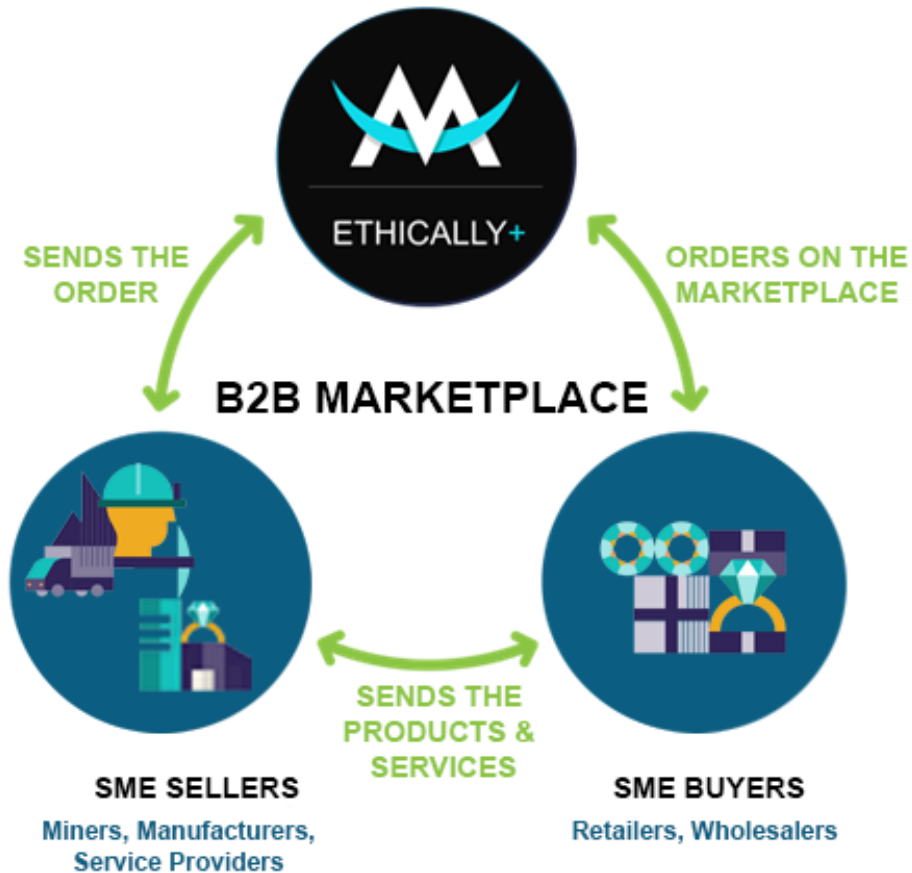 ETHICALLY+
SENDS THE
ORDER
ORDERS ON THE
MARKETPLACE
B2B MARKETPLACE
SENDS THE
PRODUCTS &
SERVICES
SME SELLERS
Miners, Manufacturers,
Service Providers
SME BUYERS
Retailers, Wholesalers